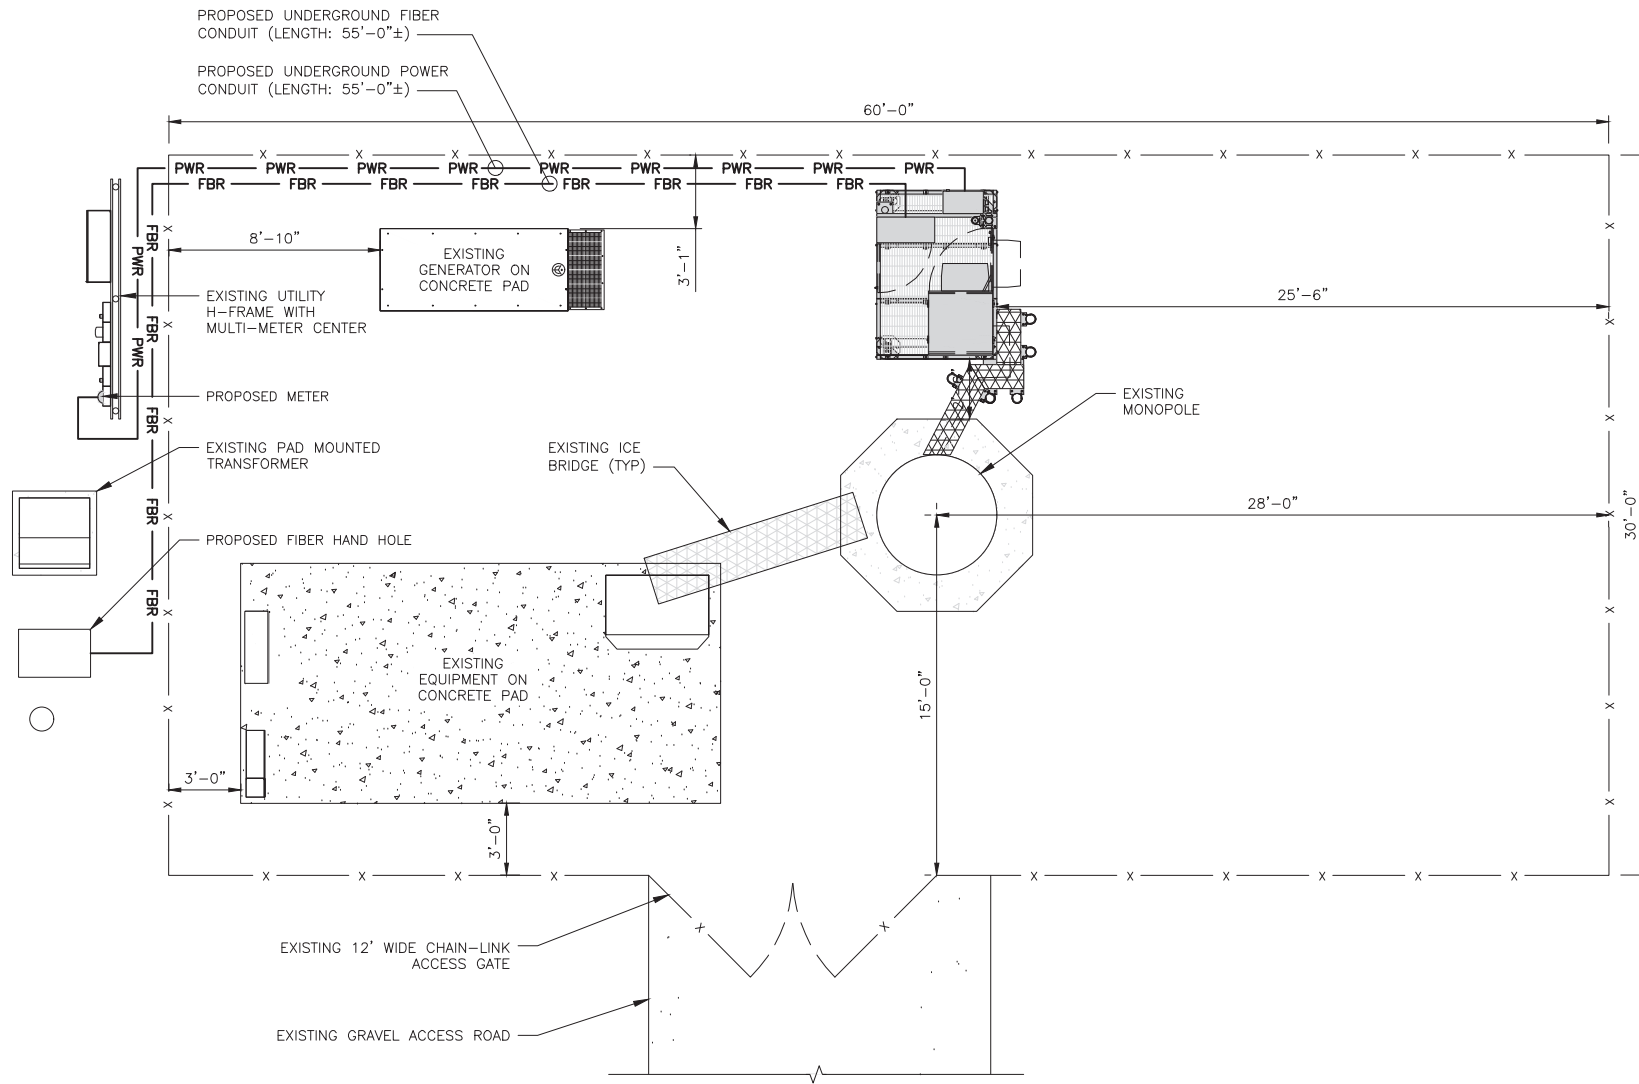 PROPOSED UNDERGROUND FIBER
CONDUIT (LENGTH: 55'-0"±)
PROPOSED UNDERGROUND POWER
CONDUIT (LENGTH: 55'-0"±)
60'-0"
X X X X X X X X X X X X X X
PWR PWR PWR PWR PWR PWR PWR PWR PWR
FBR FBR FBR FBR FBR FBR FBR FBR
8'-10"
3'-1"
EXISTING
GENERATOR ON
CONCRETE PAD
25'-6"
FBR
PWR
FBR
PWR
FBR
FBR
FBR
X
X
X
X
X
X
X
EXISTING UTILITY
H-FRAME WITH
MULTI-METER CENTER
PROPOSED METER
EXISTING PAD MOUNTED
TRANSFORMER
PROPOSED FIBER HAND HOLE
EXISTING ICE
BRIDGE (TYP)
EXISTING
MONOPOLE
28'-0"
30'-0"
X
X
X
X
X
X
X
EXISTING
EQUIPMENT ON
CONCRETE PAD
15'-0"
3'-0"
3'-0"
X X X X X X X X X X
X X
EXISTING 12' WIDE CHAIN-LINK
ACCESS GATE
EXISTING GRAVEL ACCESS ROAD